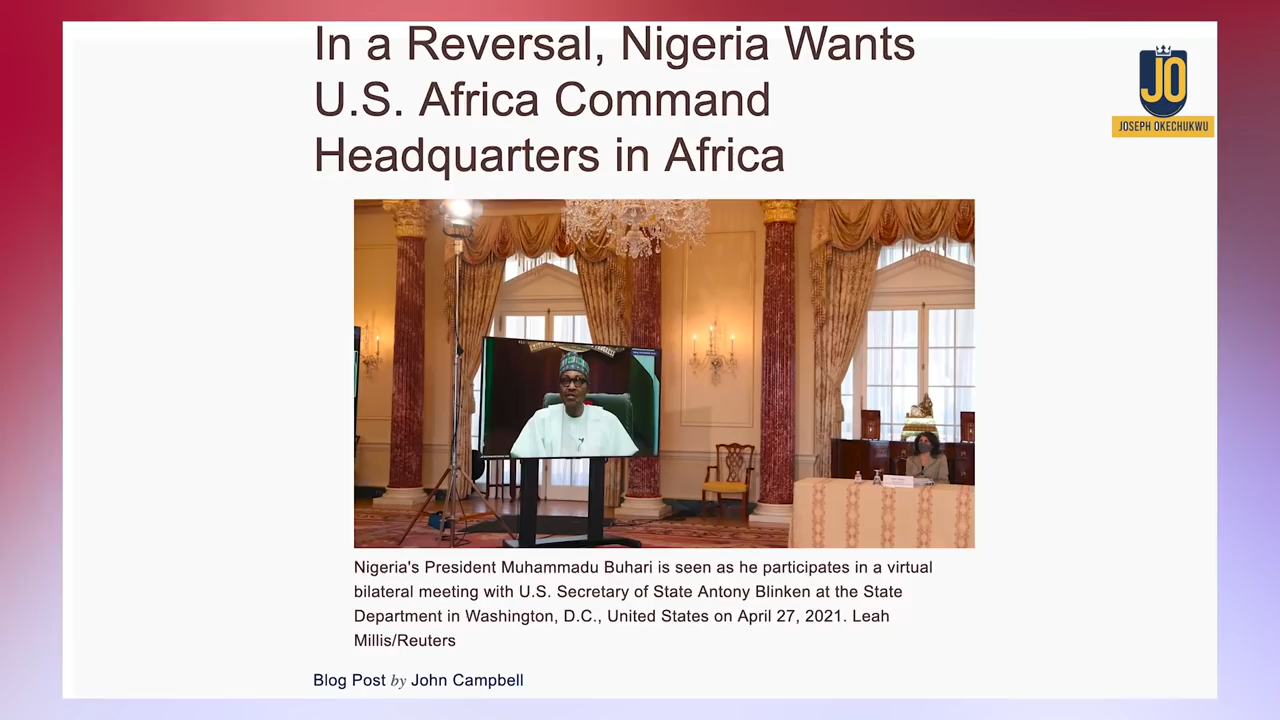 In a Reversal, Nigeria Wants
U.S. Africa Command
Headquarters in Africa
JO
JOSEPH OKECHUKWU
Nigeria's President Muhammadu Buhari is seen as he participates in a virtual
bilateral meeting with U.S. Secretary of State Antony Blinken at the State
Department in Washington, D.C., United States on April 27, 2021. Leah
Millis/Reuters
Blog Post by John Campbell